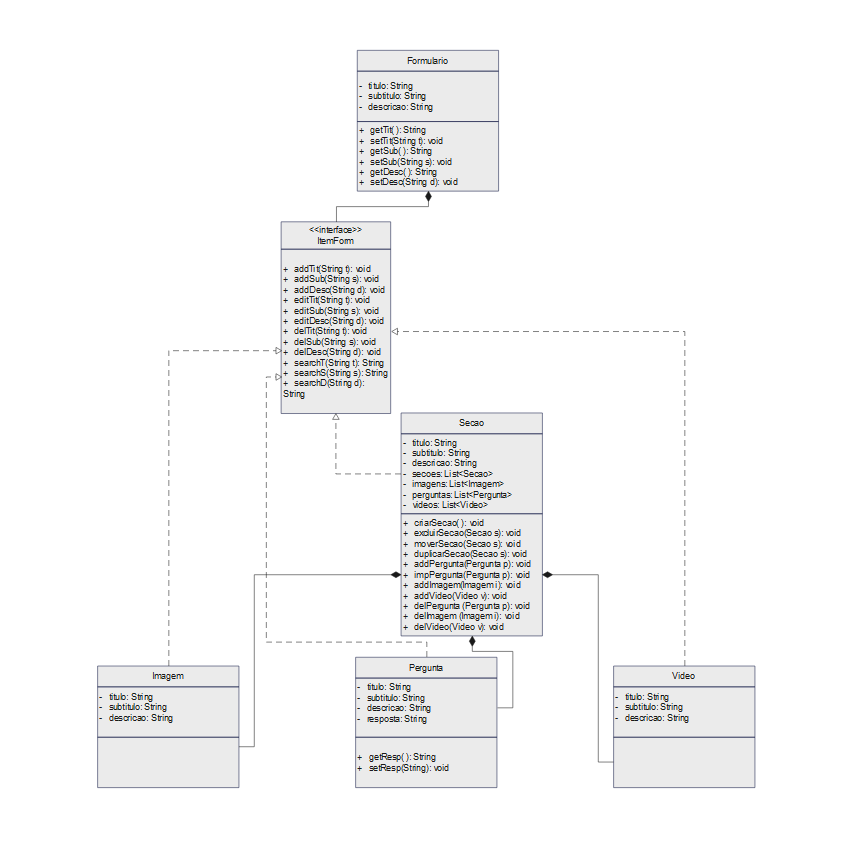 Formulario
- titulo: String
- subtitulo: String
- descricao: String
+ getTit( ): String
+ setTit(String t): void
+ getSub( ): String
+ setSub(String s): void
+ getDesc( ): String
+ setDesc(String d): void
<<interface>>
ItemForm
+ addTit(String t): void
+ addSub(String s): void
+ addDesc(String d): void
+ editTit(String t): void
+ editSub(String s): void
+ editDesc(String d): void
+ delTit(String t): void
+ delSub(String s): void
+ delDesc(String d): void
+ searchT(String t): String
+ searchS(String s): String
+ searchD(String d):
String
Secao
- titulo: String
- subtitulo: String
- descricao: String
- secoes: List<Secao>
- imagens: List<Imagem>
- perguntas: List<Pergunta>
- videos: List<Video>
+ criarSecao( ): void
+ excluirSecao(Secao s): void
+ moverSecao(Secao s): void
+ duplicarSecao(Secao s): void
+ addPergunta(Pergunta p): void
+ impPergunta(Pergunta p): void
+ addImagem(Imagem i): void
+ addVideo(Video v): void
+ delPergunta (Pergunta p): void
+ delImagem (Imagem i): void
+ delVideo(Video v): void
Imagem
- titulo: String
- subtitulo: String
- descricao: String
Pergunta
- titulo: String
- subtitulo: String
- descricao: String
- resposta: String
+ getResp( ): String
+ setResp(String): void
Video
- titulo: String
- subtitulo: String
- descricao: String